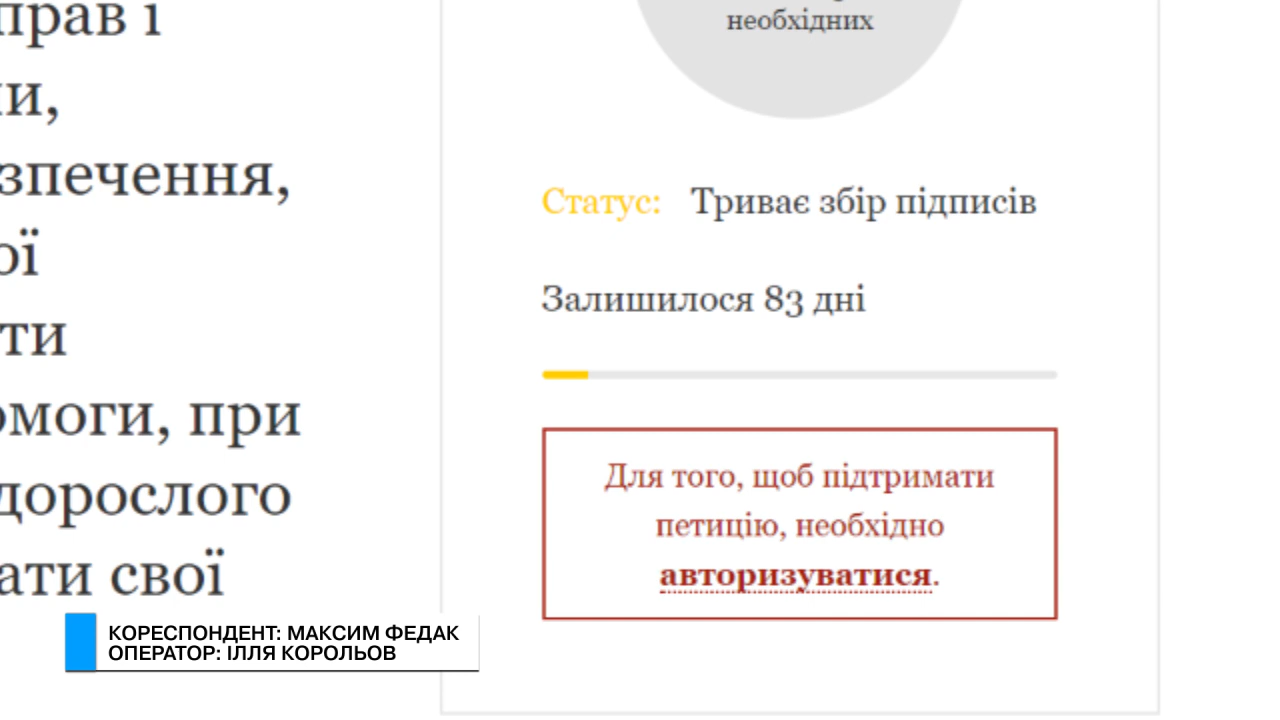 прав і
зпечення,
ої
ти
омоги, при
дорослого
ати свої
необхідних
Статус: Триває збір підписів
Залишилося 83 дні
Для того, щоб підтримати
петицію, необхідно
авторизуватися.
КОРЕСПОНДЕНТ: МАКСИМ ФЕДАК
ОПЕРАТОР: ІЛЛЯ КОРОЛЬОВ